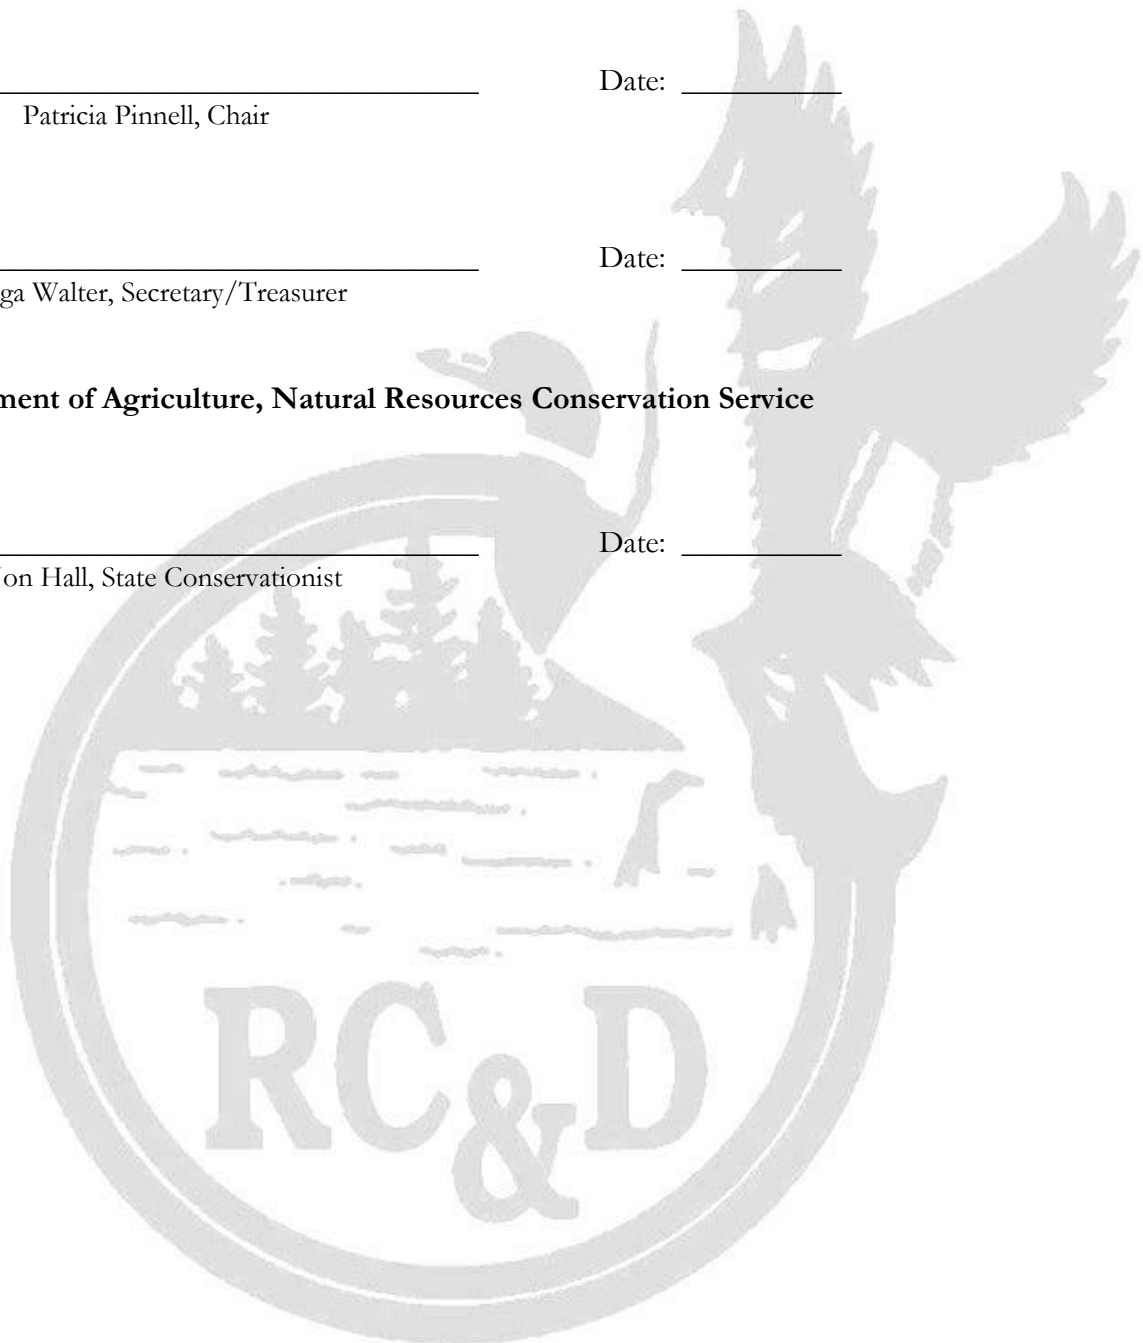 Date:
Patricia Pinnell, Chair
Date:
ga Walter, Secretary/Treasurer
ment of Agriculture, Natural Resources Conservation Service
Date:
on Hall, State Conservationist
RC&D